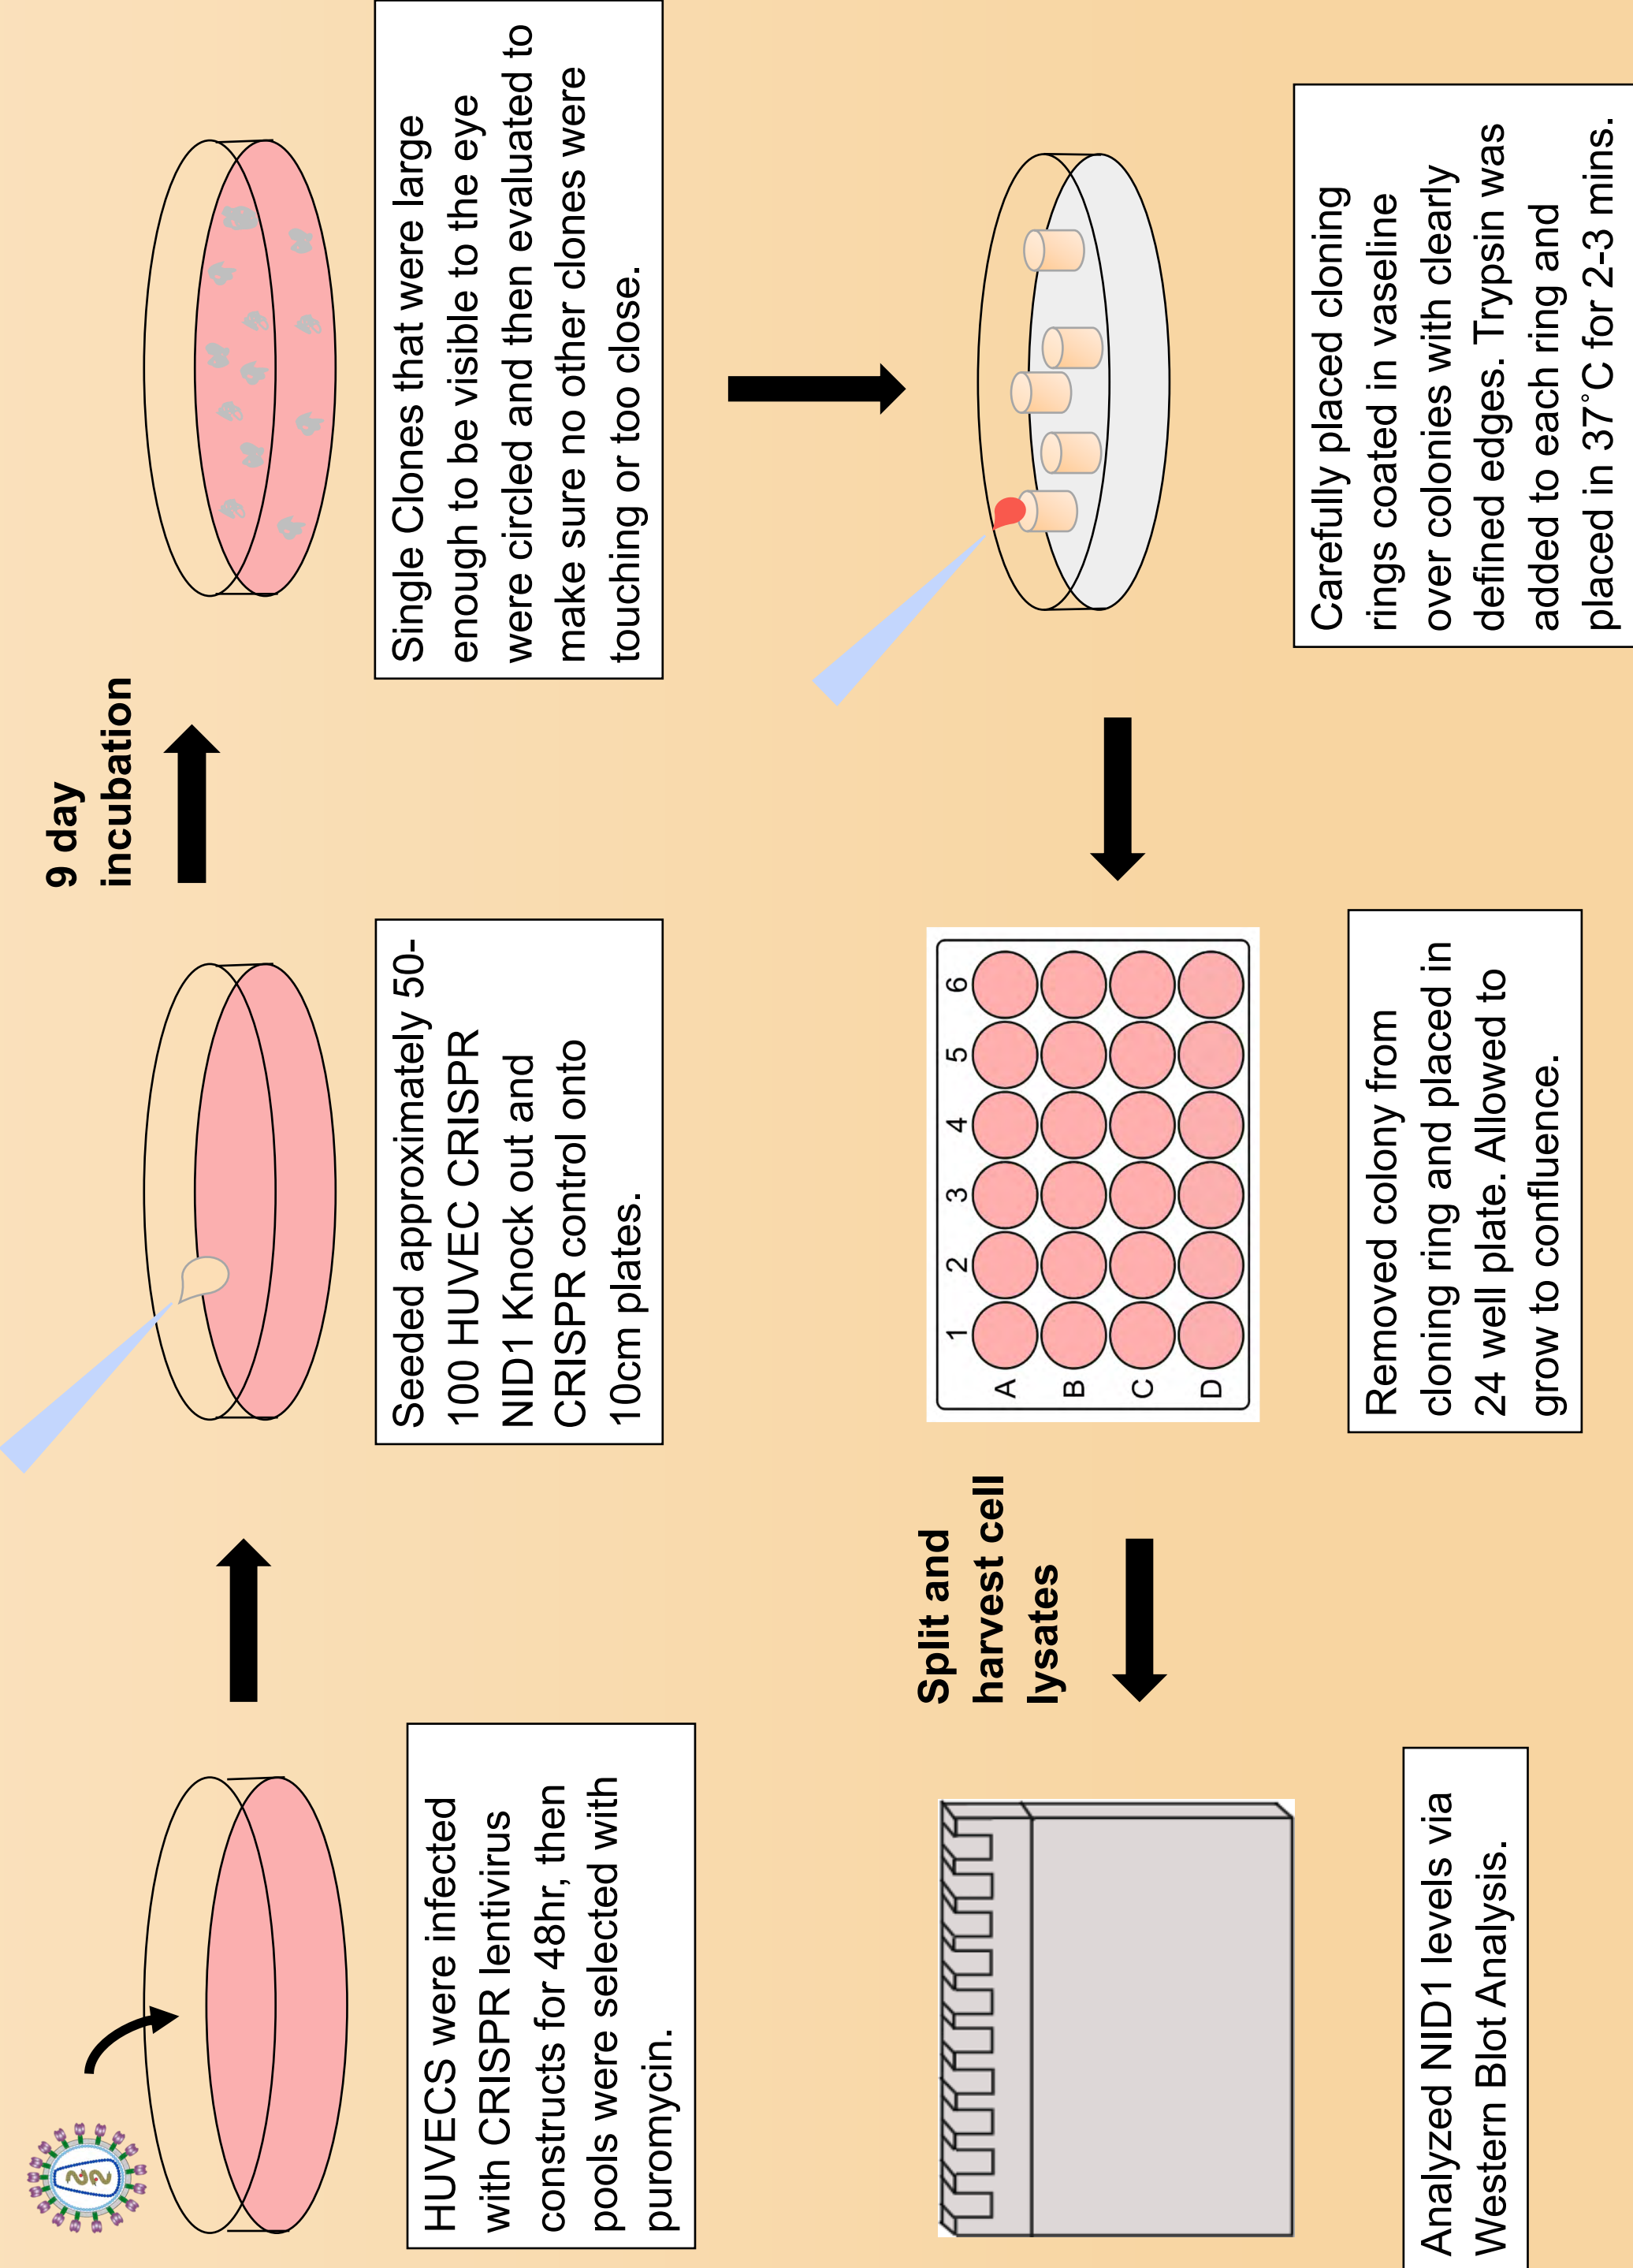 HUVECS were infected
with CRISPR lentivirus
constructs for 48hr, then
pools were selected with
puromycin.
Seeded approximately 50-
100 HUVEC CRISPR
NID1 Knock out and
CRISPR control onto
10cm plates.
9 day
incubation
Single Clones that were large
enough to be visible to the eye
were circled and then evaluated to
make sure no other clones were
touching or too close.
Carefully placed cloning
rings coated in vaseline
over colonies with clearly
defined edges. Trypsin was
added to each ring and
placed in 37°C for 2-3 mins.
1 2 3 4 5 6
A
B
C
D
Removed colony from
cloning ring and placed in
24 well plate. Allowed to
grow to confluence.
Split and
harvest cell
lysates
Analyzed NID1 levels via
Western Blot Analysis.